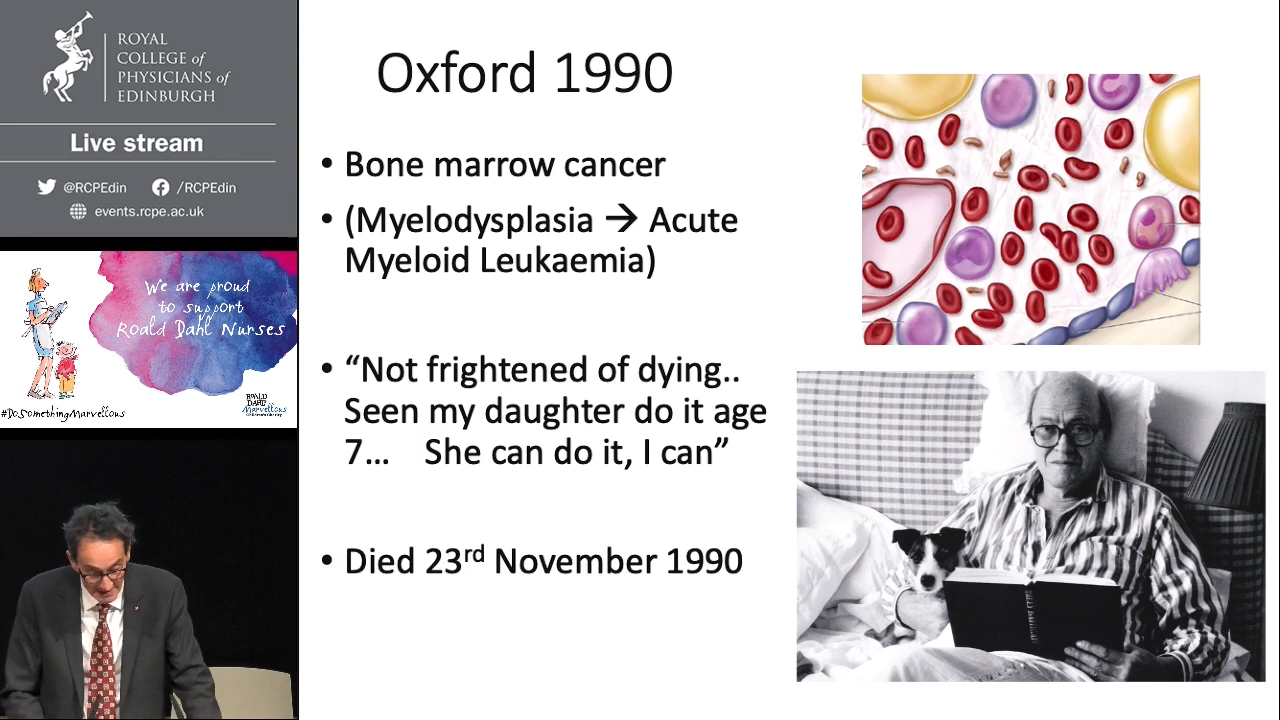 ROYAL
COLLEGE of
PHYSICIANS of
EDINBURGH
Live stream
@RCPEdin /RCPEdin
events.rcpe.ac.uk
We are proud
to support
Roald Dahl Nurses
ROALD
DAHL'S
Marvellous
#DoSomethingMarvellous
Oxford 1990
• Bone marrow cancer
• (Myelodysplasia → Acute
Myeloid Leukaemia)
• “Not frightened of dying..
Seen my daughter do it age
7... She can do it, I can”
• Died 23rd November 1990